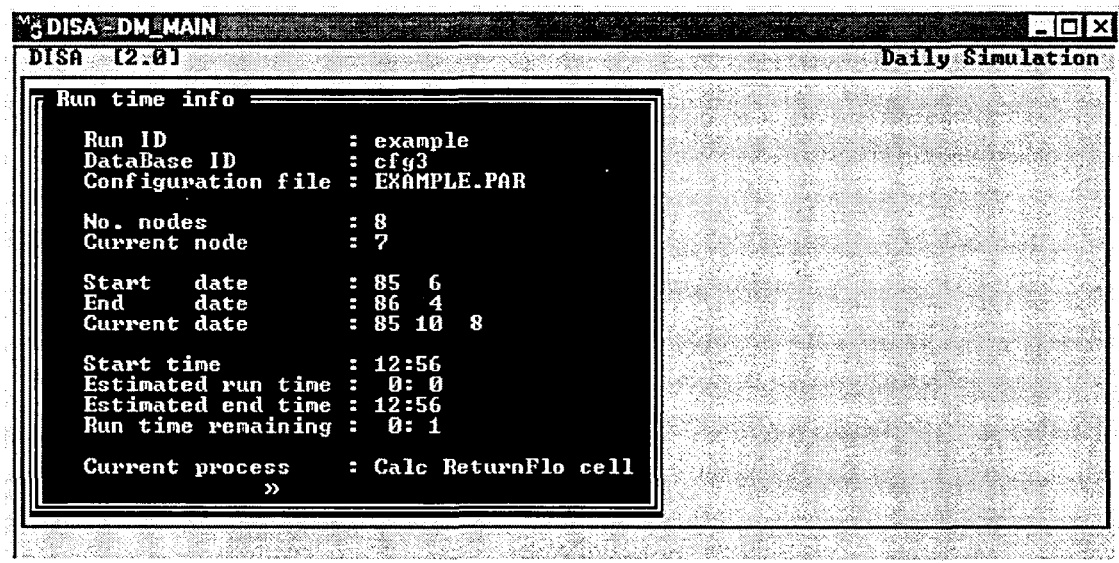 DISA - DM_MAIN
DISA [2.0] Daily Simulation
Run time info
Run ID : example
DataBase ID : cfg3
Configuration file : EXAMPLE.PAR
No. nodes : 8
Current node : 7
Start date : 85 6
End date : 86 4
Current date : 85 10 8
Start time : 12:56
Estimated run time : 0: 0
Estimated end time : 12:56
Run time remaining : 0: 1
Current process : Calc ReturnFlo cell
»